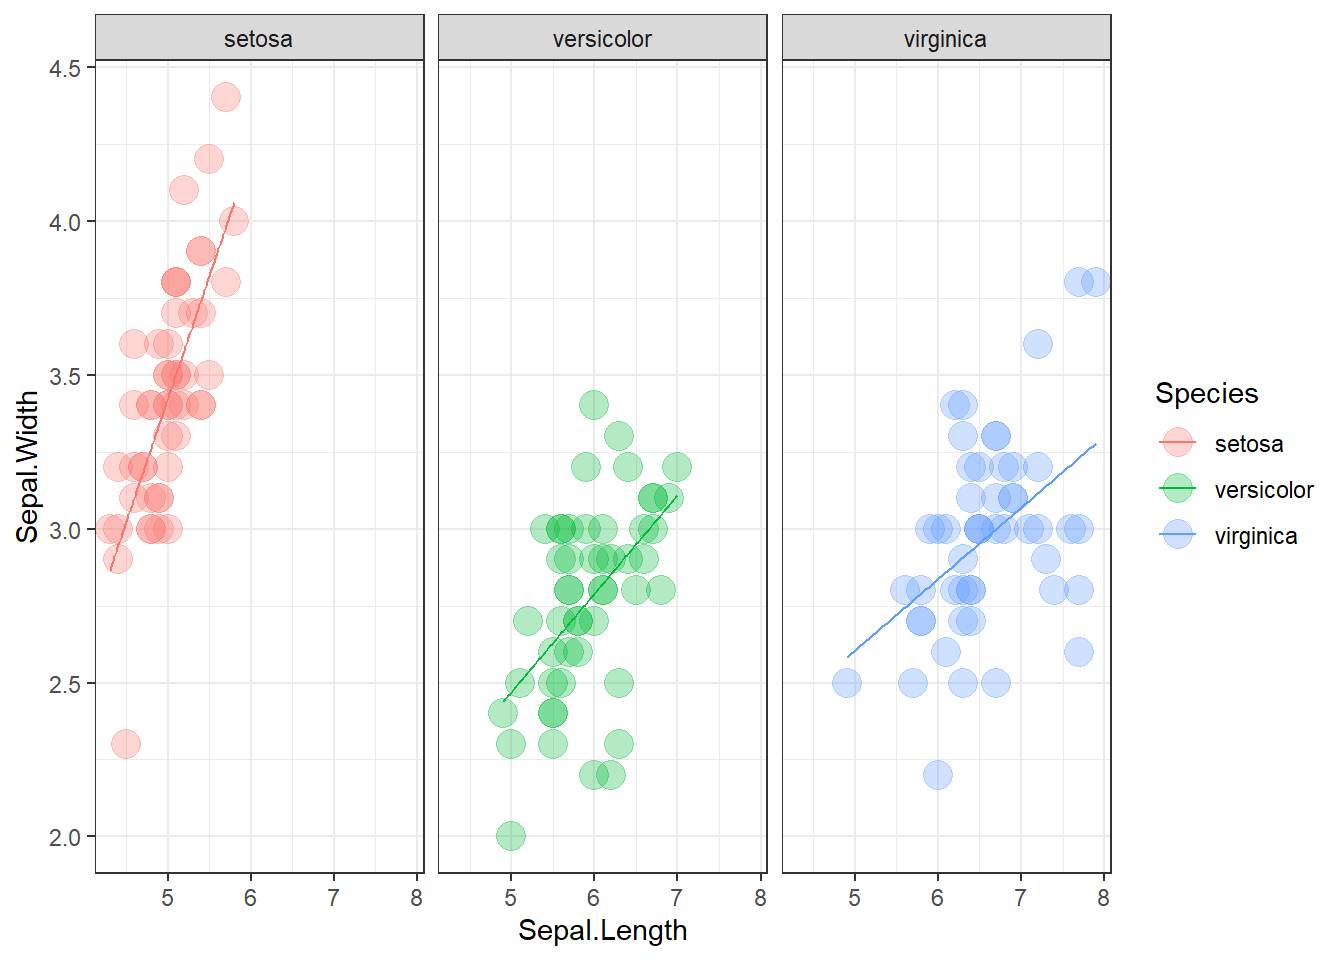 setosa
versicolor
virginica
4.5
4.0
3.5
3.0
2.5
2.0
Sepal.Width
5 6 7 8
5 6 7 8
5 6 7 8
Sepal.Length
Species
setosa
versicolor
virginica